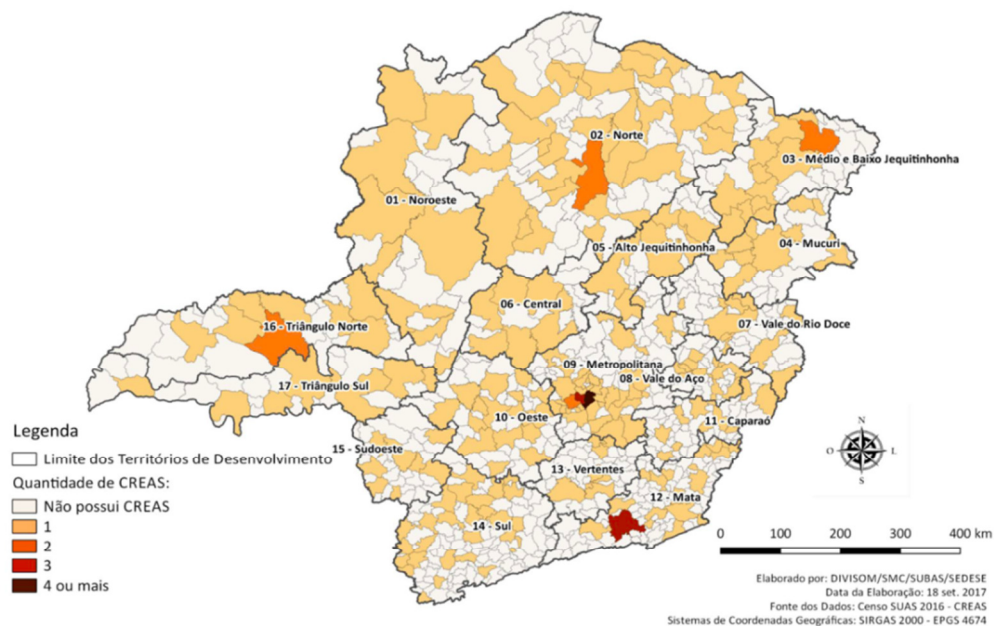 02 - Norte
03 - Médio e Baixo Jequitinhonha
01 - Noroeste
04 - Mucuri
05 - Alto Jequitinhonha
06 - Central
16 - Triângulo Norte
07 - Vale do Rio Doce
09 - Metropolitana
08 - Vale do Aço
17 - Triângulo Sul
10 - Oeste
11 - Caparaó
15 - Sudoeste
13 - Vertentes
12 - Mata
14 - Sul
N
O
L
S
Legenda
Limite dos Territórios de Desenvolvimento
Quantidade de CREAS:
Não possui CREAS
1
2
3
4 ou mais
0 100 200 300 400 km
Elaborado por: DIVISOM/SMC/SUBAS/SEDESE
Data da Elaboração: 18 set. 2017
Fonte dos Dados: Censo SUAS 2016 - CREAS
Sistemas de Coordenadas Geográficas: SIRGAS 2000 - EPGS 4674